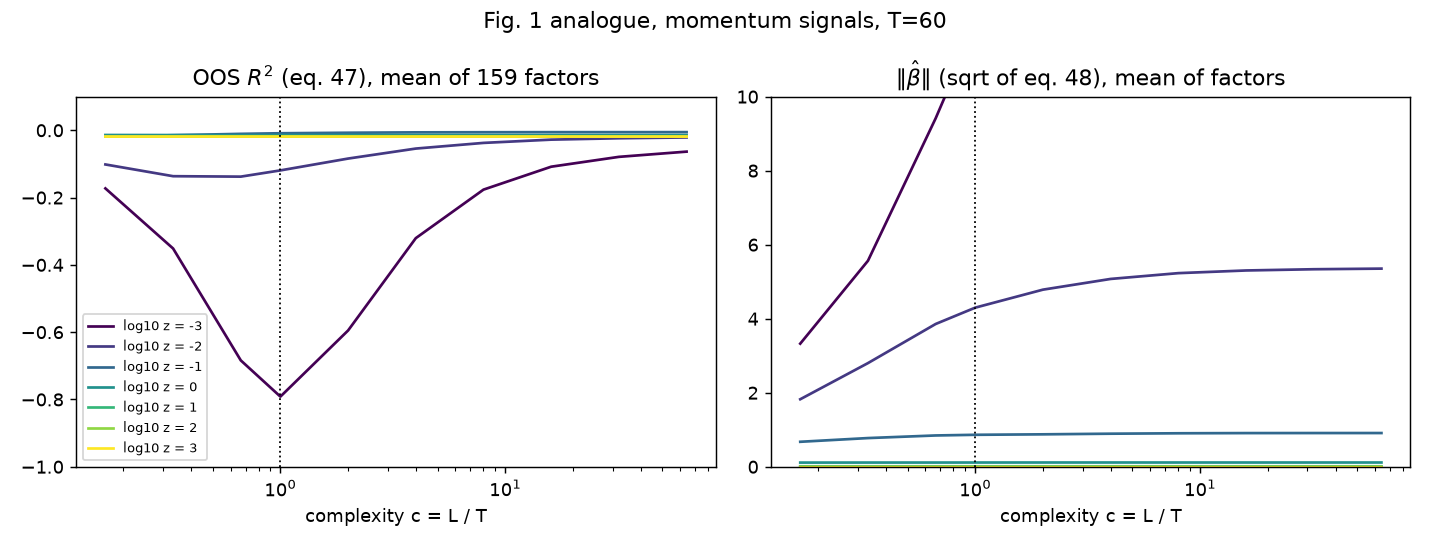 Fig. 1 analogue, momentum signals, T=60
OOS R² (eq. 47), mean of 159 factors
0.0
−0.2
−0.4
−0.6
−0.8
−1.0
log10 z = -3
log10 z = -2
log10 z = -1
log10 z = 0
log10 z = 1
log10 z = 2
log10 z = 3
10⁰
10¹
complexity c = L / T
‖β̂‖ (sqrt of eq. 48), mean of factors
10
8
6
4
2
0
10⁰
10¹
complexity c = L / T